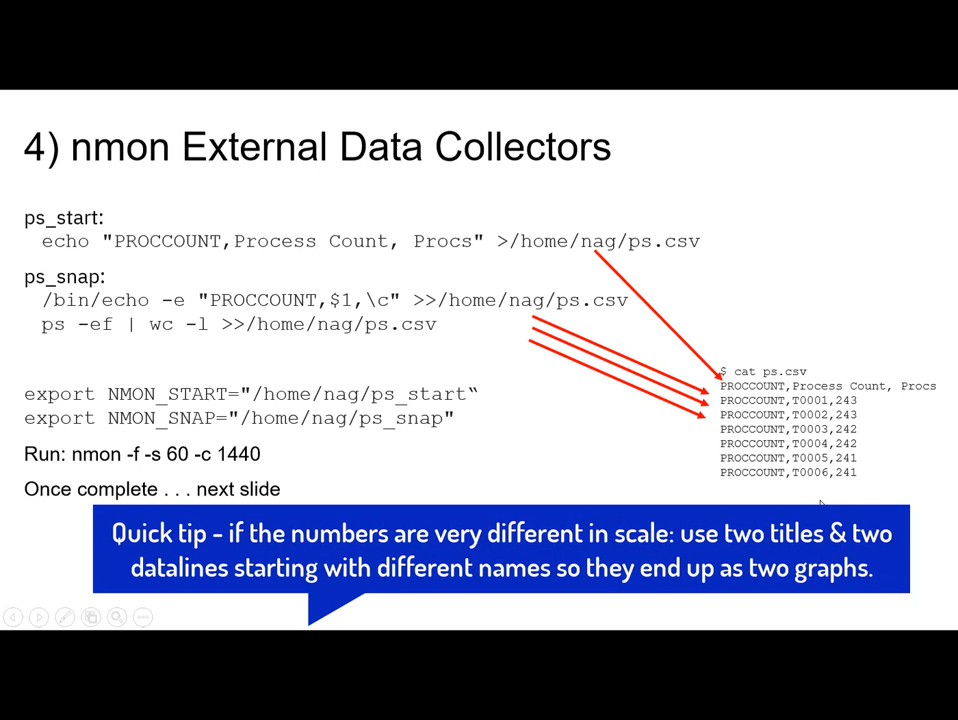 4) nmon External Data Collectors
ps_start:
echo "PROCCOUNT,Process Count, Procs" >/home/nag/ps.csv
ps_snap:
/bin/echo -e "PROCCOUNT,$1,\c" >>/home/nag/ps.csv
ps -ef | wc -l >>/home/nag/ps.csv
export NMON_START="/home/nag/ps_start“
export NMON_SNAP="/home/nag/ps_snap"
Run: nmon -f -s 60 -c 1440
Once complete . . . next slide
$ cat ps.csv
PROCCOUNT,Process Count, Procs
PROCCOUNT,T0001,243
PROCCOUNT,T0002,243
PROCCOUNT,T0003,242
PROCCOUNT,T0004,242
PROCCOUNT,T0005,241
PROCCOUNT,T0006,241
Quick tip - if the numbers are very different in scale: use two titles & two
datalines starting with different names so they end up as two graphs.